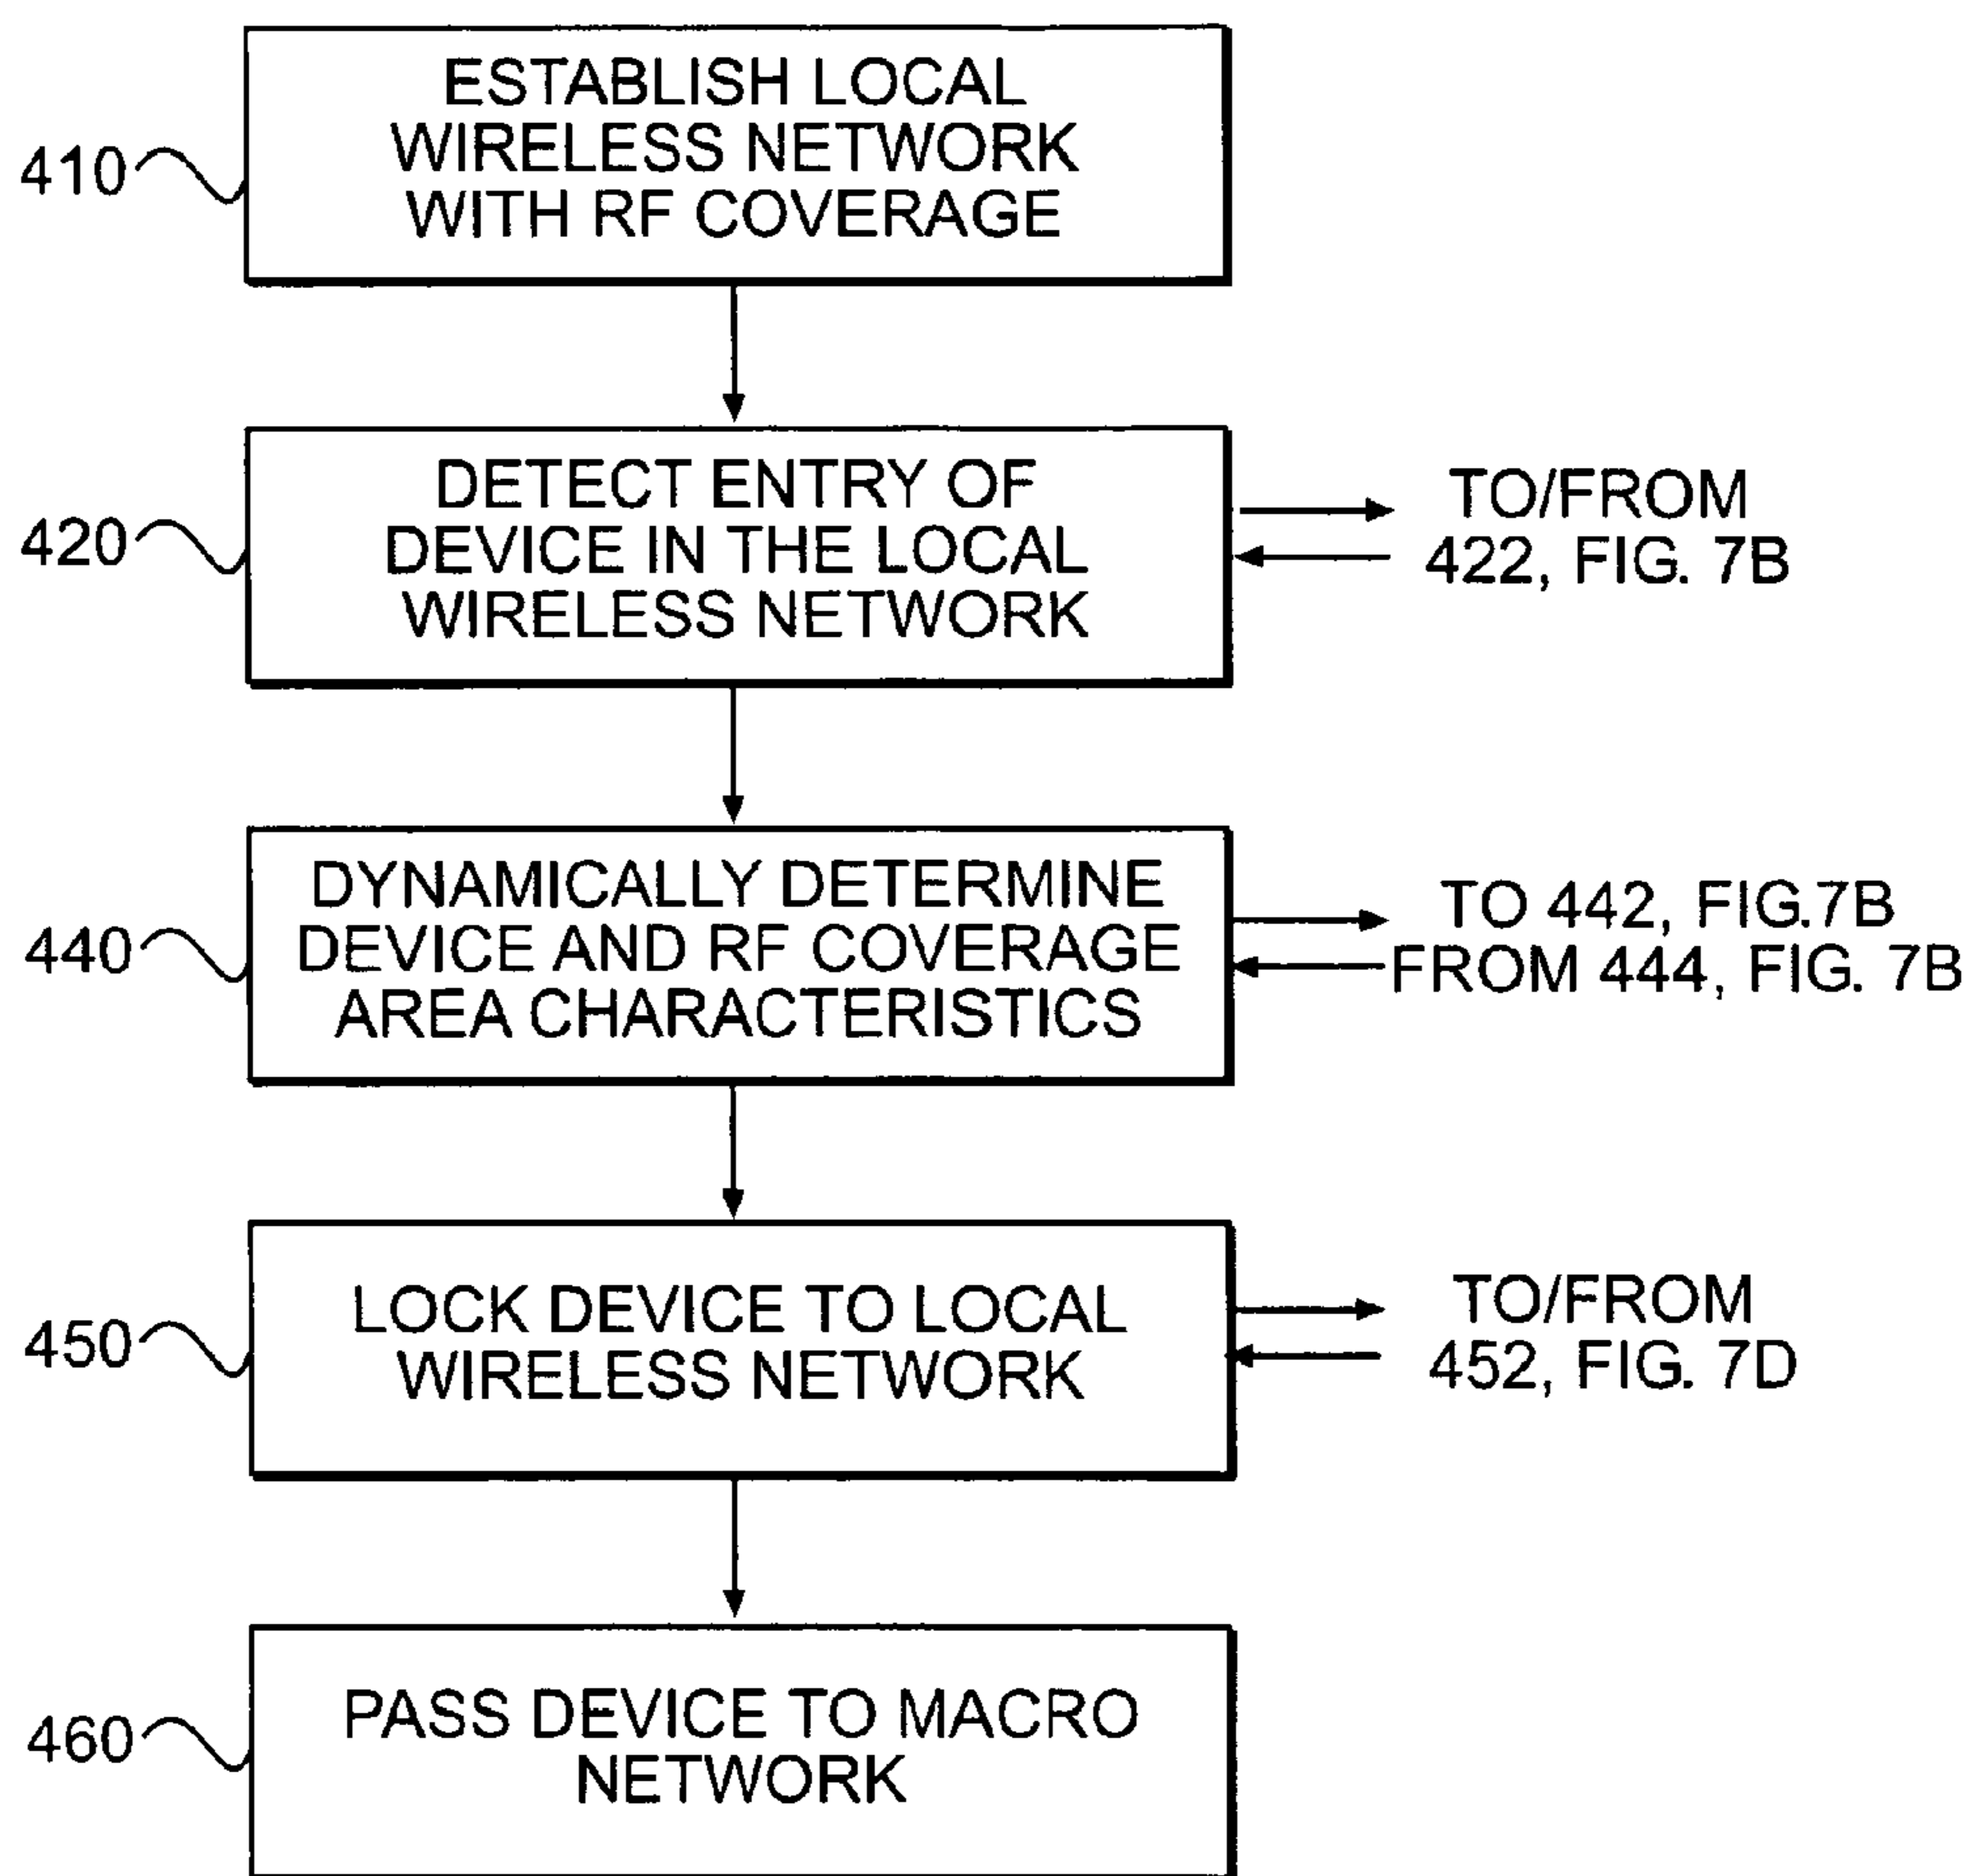 ESTABLISH LOCAL
WIRELESS NETWORK
WITH RF COVERAGE
410
DETECT ENTRY OF
DEVICE IN THE LOCAL
WIRELESS NETWORK
420
TO/FROM
422, FIG. 7B
DYNAMICALLY DETERMINE
DEVICE AND RF COVERAGE
AREA CHARACTERISTICS
440
TO 442, FIG.7B
FROM 444, FIG. 7B
LOCK DEVICE TO LOCAL
WIRELESS NETWORK
450
TO/FROM
452, FIG. 7D
PASS DEVICE TO MACRO
NETWORK
460